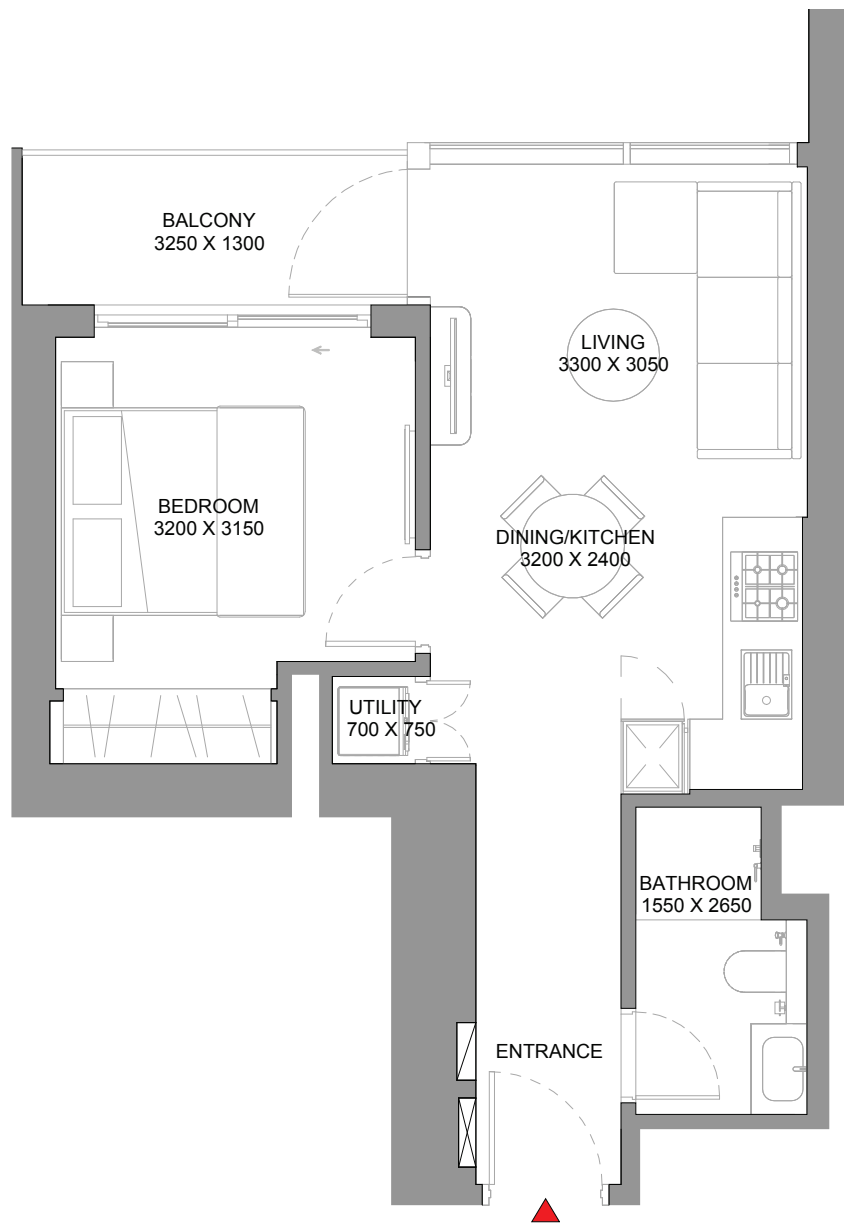 BALCONY
3250 X 1300
LIVING
3300 X 3050
BEDROOM
3200 X 3150
DINING/KITCHEN
3200 X 2400
UTILITY
700 X 750
BATHROOM
1550 X 2650
ENTRANCE